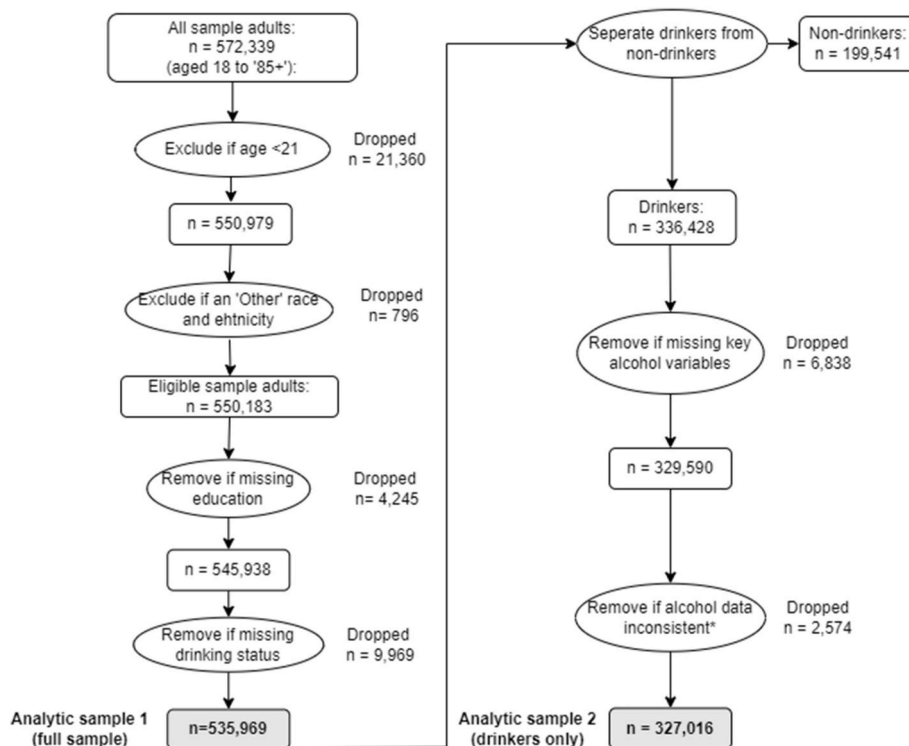 All sample adults:
n = 572,339
(aged 18 to '85+'):
Exclude if age <21
Dropped
n = 21,360
n = 550,979
Exclude if an 'Other' race
and ehtnicity
Dropped
n= 796
Eligible sample adults:
n = 550,183
Remove if missing
education
Dropped
n= 4,245
n = 545,938
Remove if missing
drinking status
Dropped
n = 9,969
Analytic sample 1
(full sample)
n=535,969
Seperate drinkers from
non-drinkers
Non-drinkers:
n = 199,541
Drinkers:
n = 336,428
Remove if missing key
alcohol variables
Dropped
n = 6,838
n = 329,590
Remove if alcohol data
inconsistent*
Dropped
n = 2,574
Analytic sample 2
(drinkers only)
n = 327,016